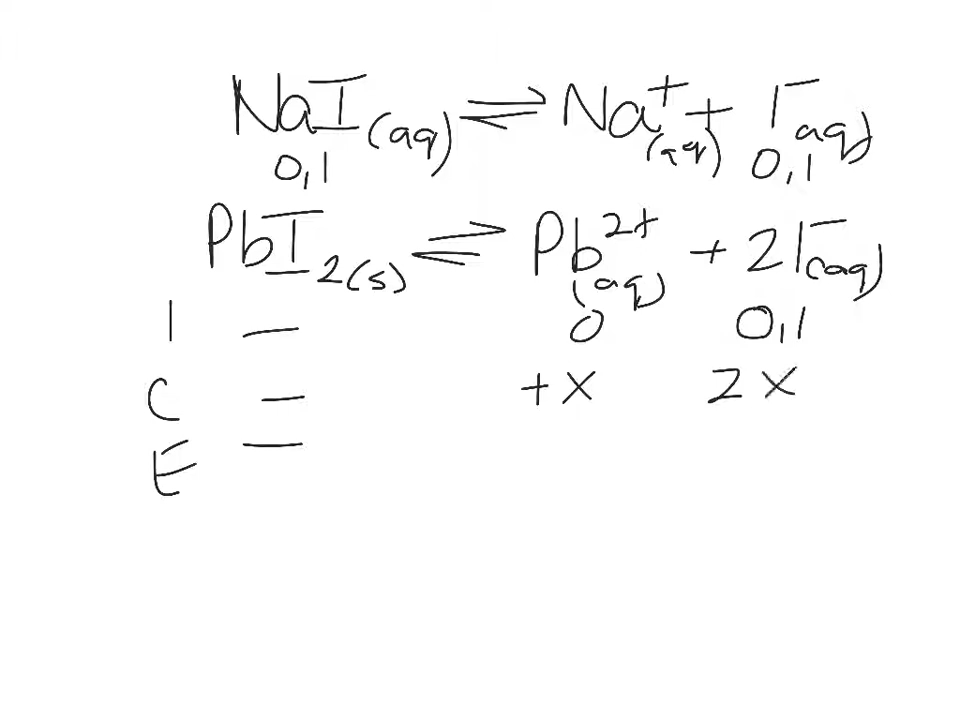 NaI(aq) ⇌ Na⁺(aq) + I⁻aq)
0,1 0,1
PbI₂(s) ⇌ Pb²⁺(aq) + 2I⁻(aq)
I — 0 0,1
C — +x 2x
E —